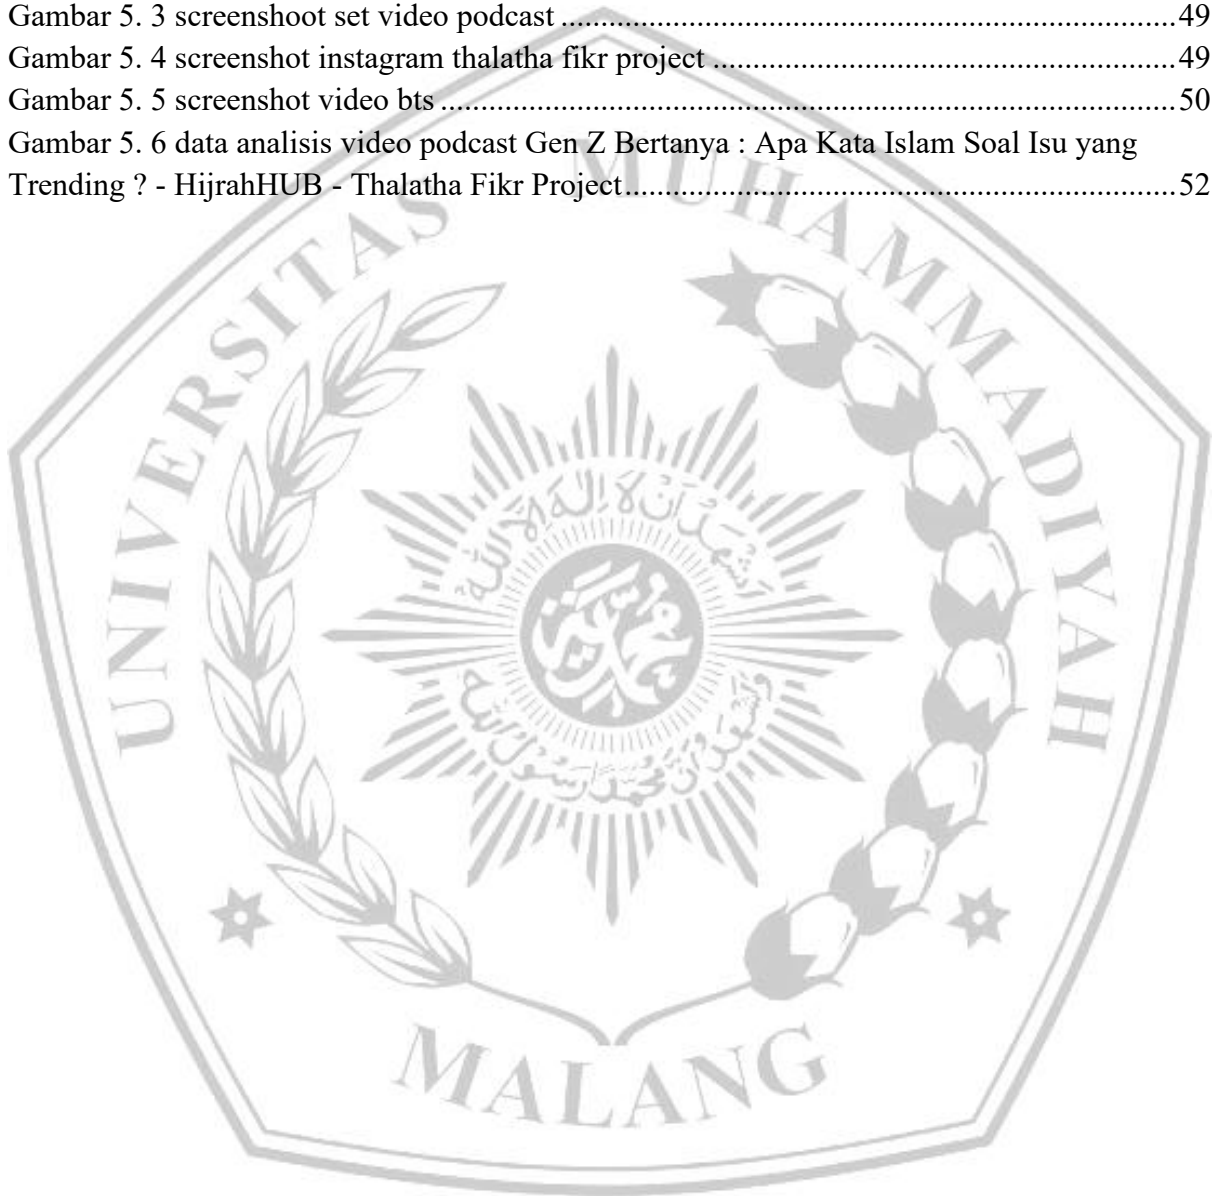 Gambar 5. 3 screenshoot set video podcast ............................................................................. 49
Gambar 5. 4 screenshot instagram thalatha fikr project .......................................................... 49
Gambar 5. 5 screenshot video bts ............................................................................................ 50
Gambar 5. 6 data analisis video podcast Gen Z Bertanya : Apa Kata Islam Soal Isu yang
Trending ? - HijrahHUB - Thalatha Fikr Project..................................................................... 52
UNIVERSITAS MUHAMMADIYAH
MALANG